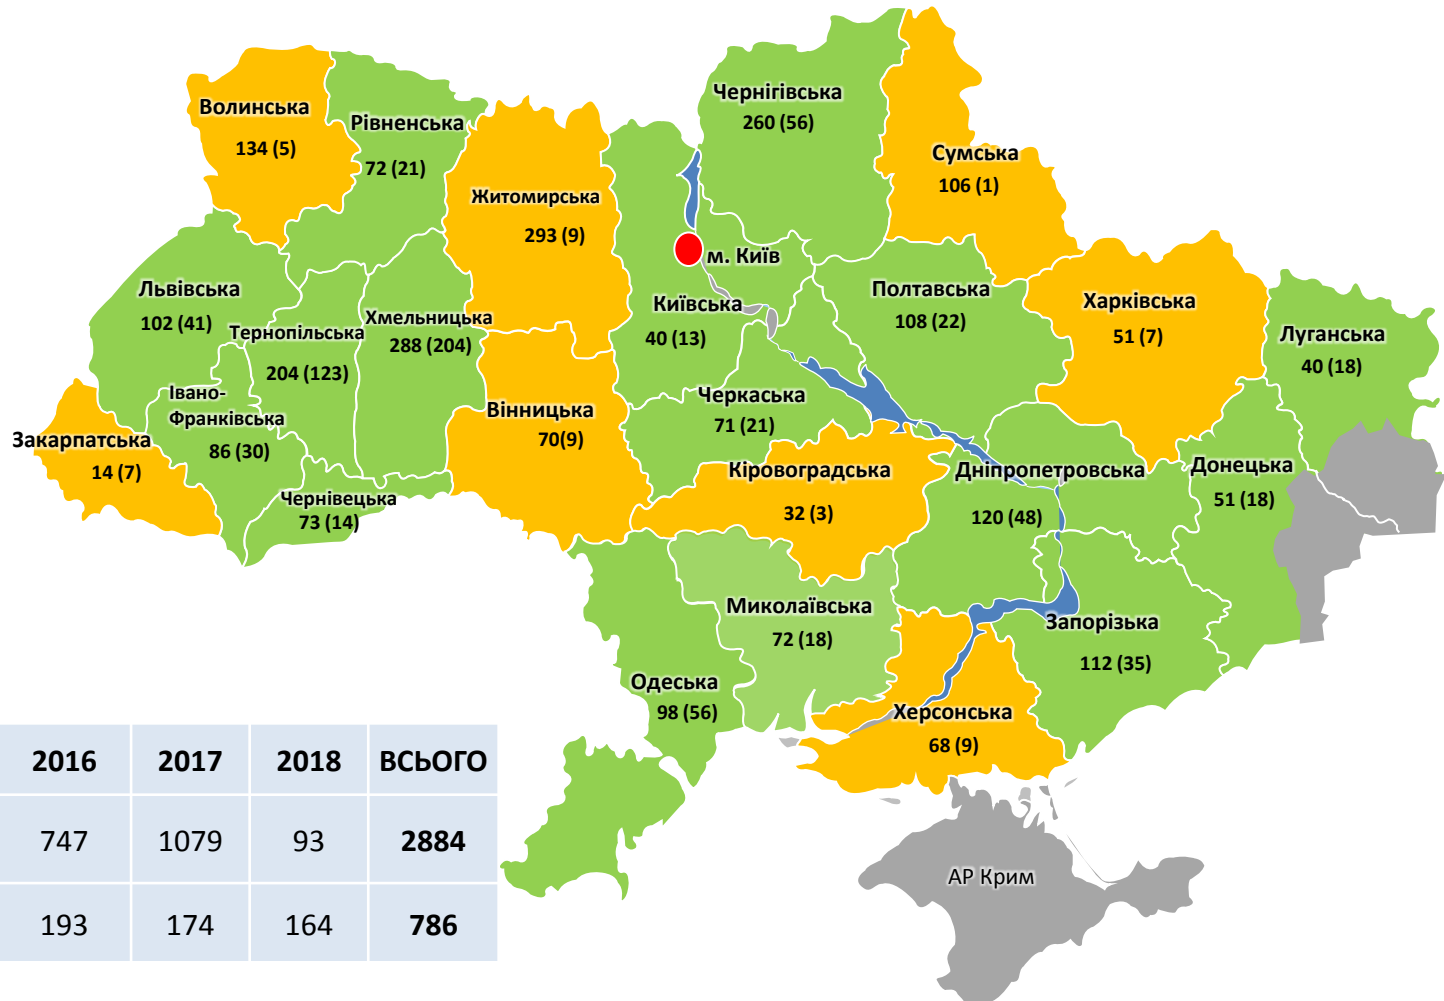 Волинська
134 (5)
Рівненська
72 (21)
Житомирська
293 (9)
Чернігівська
260 (56)
Сумська
106 (1)
м. Київ
Київська
40 (13)
Львівська
102 (41)
Тернопільська
204 (123)
Хмельницька
288 (204)
Полтавська
108 (22)
Харківська
51 (7)
Луганська
40 (18)
Івано-
Франківська
86 (30)
Закарпатська
14 (7)
Чернівецька
73 (14)
Вінницька
70(9)
Черкаська
71 (21)
Кіровоградська
32 (3)
Дніпропетровська
120 (48)
Донецька
51 (18)
Миколаївська
72 (18)
Запорізька
112 (35)
Одеська
98 (56)
Херсонська
68 (9)
АР Крим
2016 2017 2018 ВСЬОГО
747 1079 93 2884
193 174 164 786